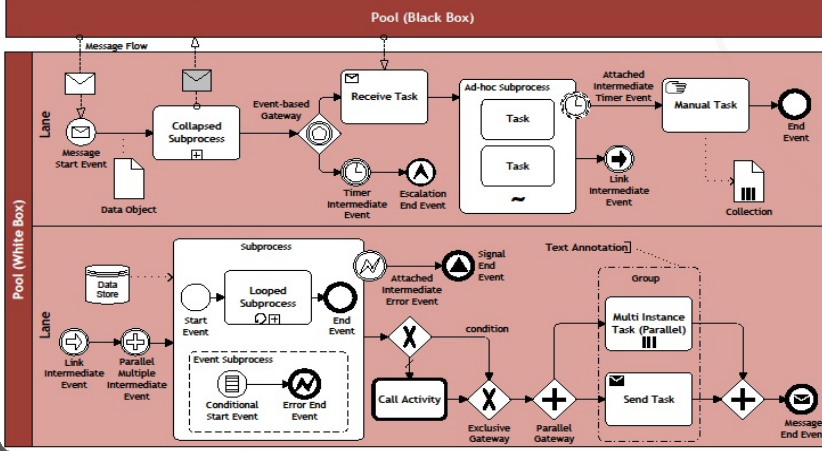 Pool (Black Box)
Message Flow
Pool (White Box)
Lane
Message
Start Event
Data Object
Collapsed
Subprocess
Event-based
Gateway
Receive Task
Timer
Intermediate
Event
Escalation
End Event
Ad-hoc Subprocess
Task
Task
Attached
Intermediate
Timer Event
Manual Task
End
Event
Link
Intermediate
Event
Collection
Lane
Data
Store
Link
Intermediate
Event
Parallel
Multiple
Intermediate
Event
Subprocess
Start
Event
Looped
Subprocess
End
Event
Event Subprocess
Conditional
Start Event
Error End
Event
Attached
Intermediate
Error Event
Signal
End
Event
condition
Call Activity
Exclusive
Gateway
Parallel
Gateway
Text Annotation
Group
Multi Instance
Task (Parallel)
Send Task
Message
End Event